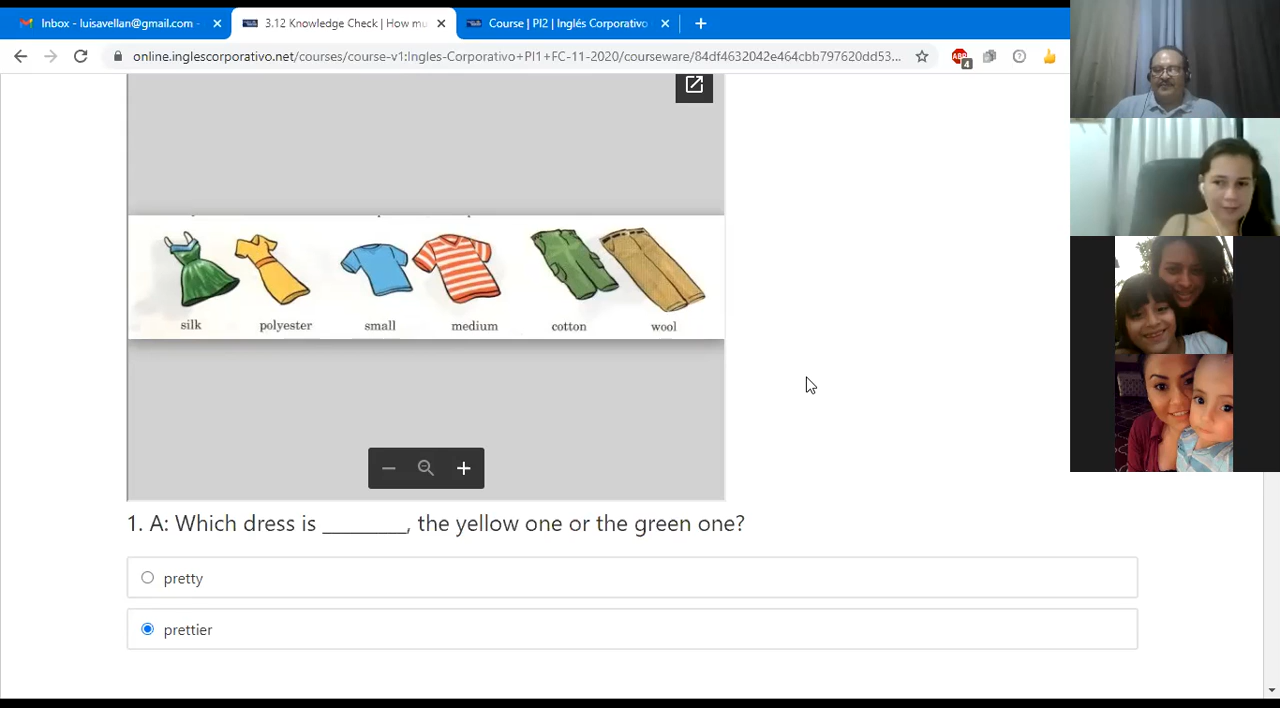 Inbox - luisavellan@gmail.com -
3.12 Knowledge Check | How mu
Course | PI2 | Inglés Corporativo
online.inglescorporativo.net/courses/course-v1:Ingles-Corporativo+PI1+FC-11-2020/courseware/84df4632042e464cbb797620dd53...
ABP
4
silk polyester small medium cotton wool
1. A: Which dress is ________, the yellow one or the green one?
pretty
prettier